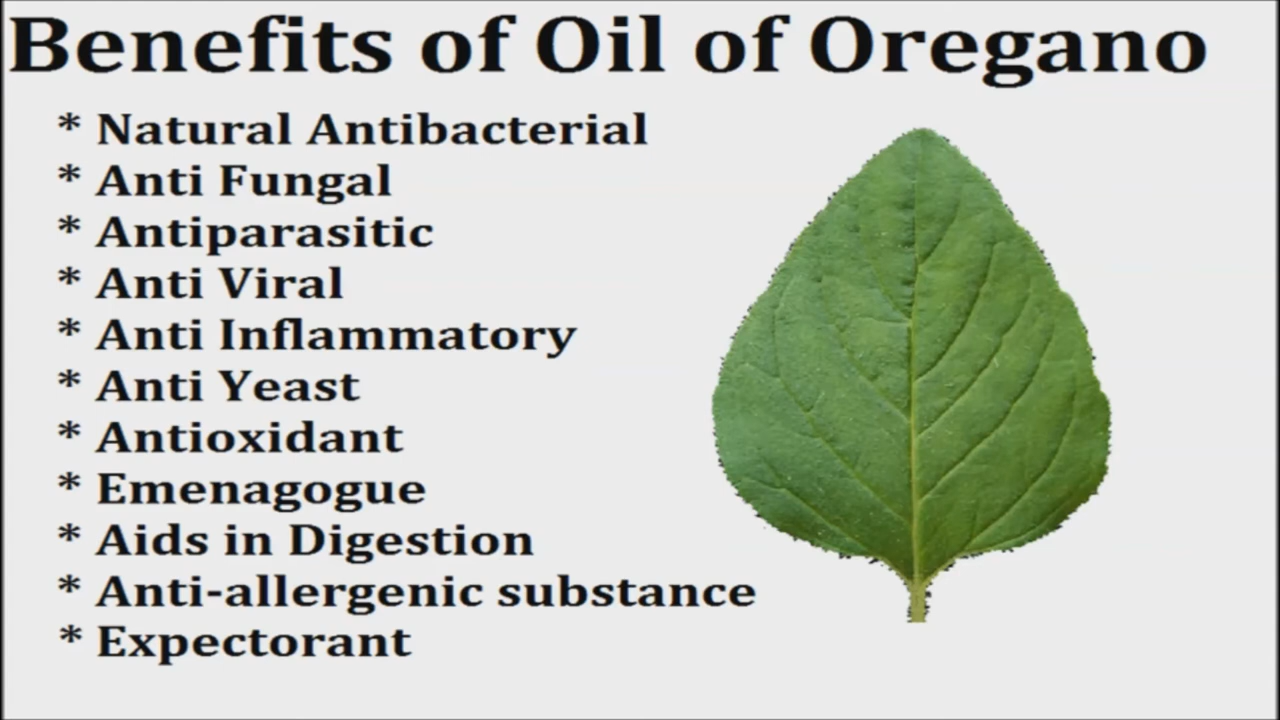 Benefits of Oil of Oregano
* Natural Antibacterial
* Anti Fungal
* Antiparasitic
* Anti Viral
* Anti Inflammatory
* Anti Yeast
* Antioxidant
* Emenagogue
* Aids in Digestion
* Anti-allergenic substance
* Expectorant